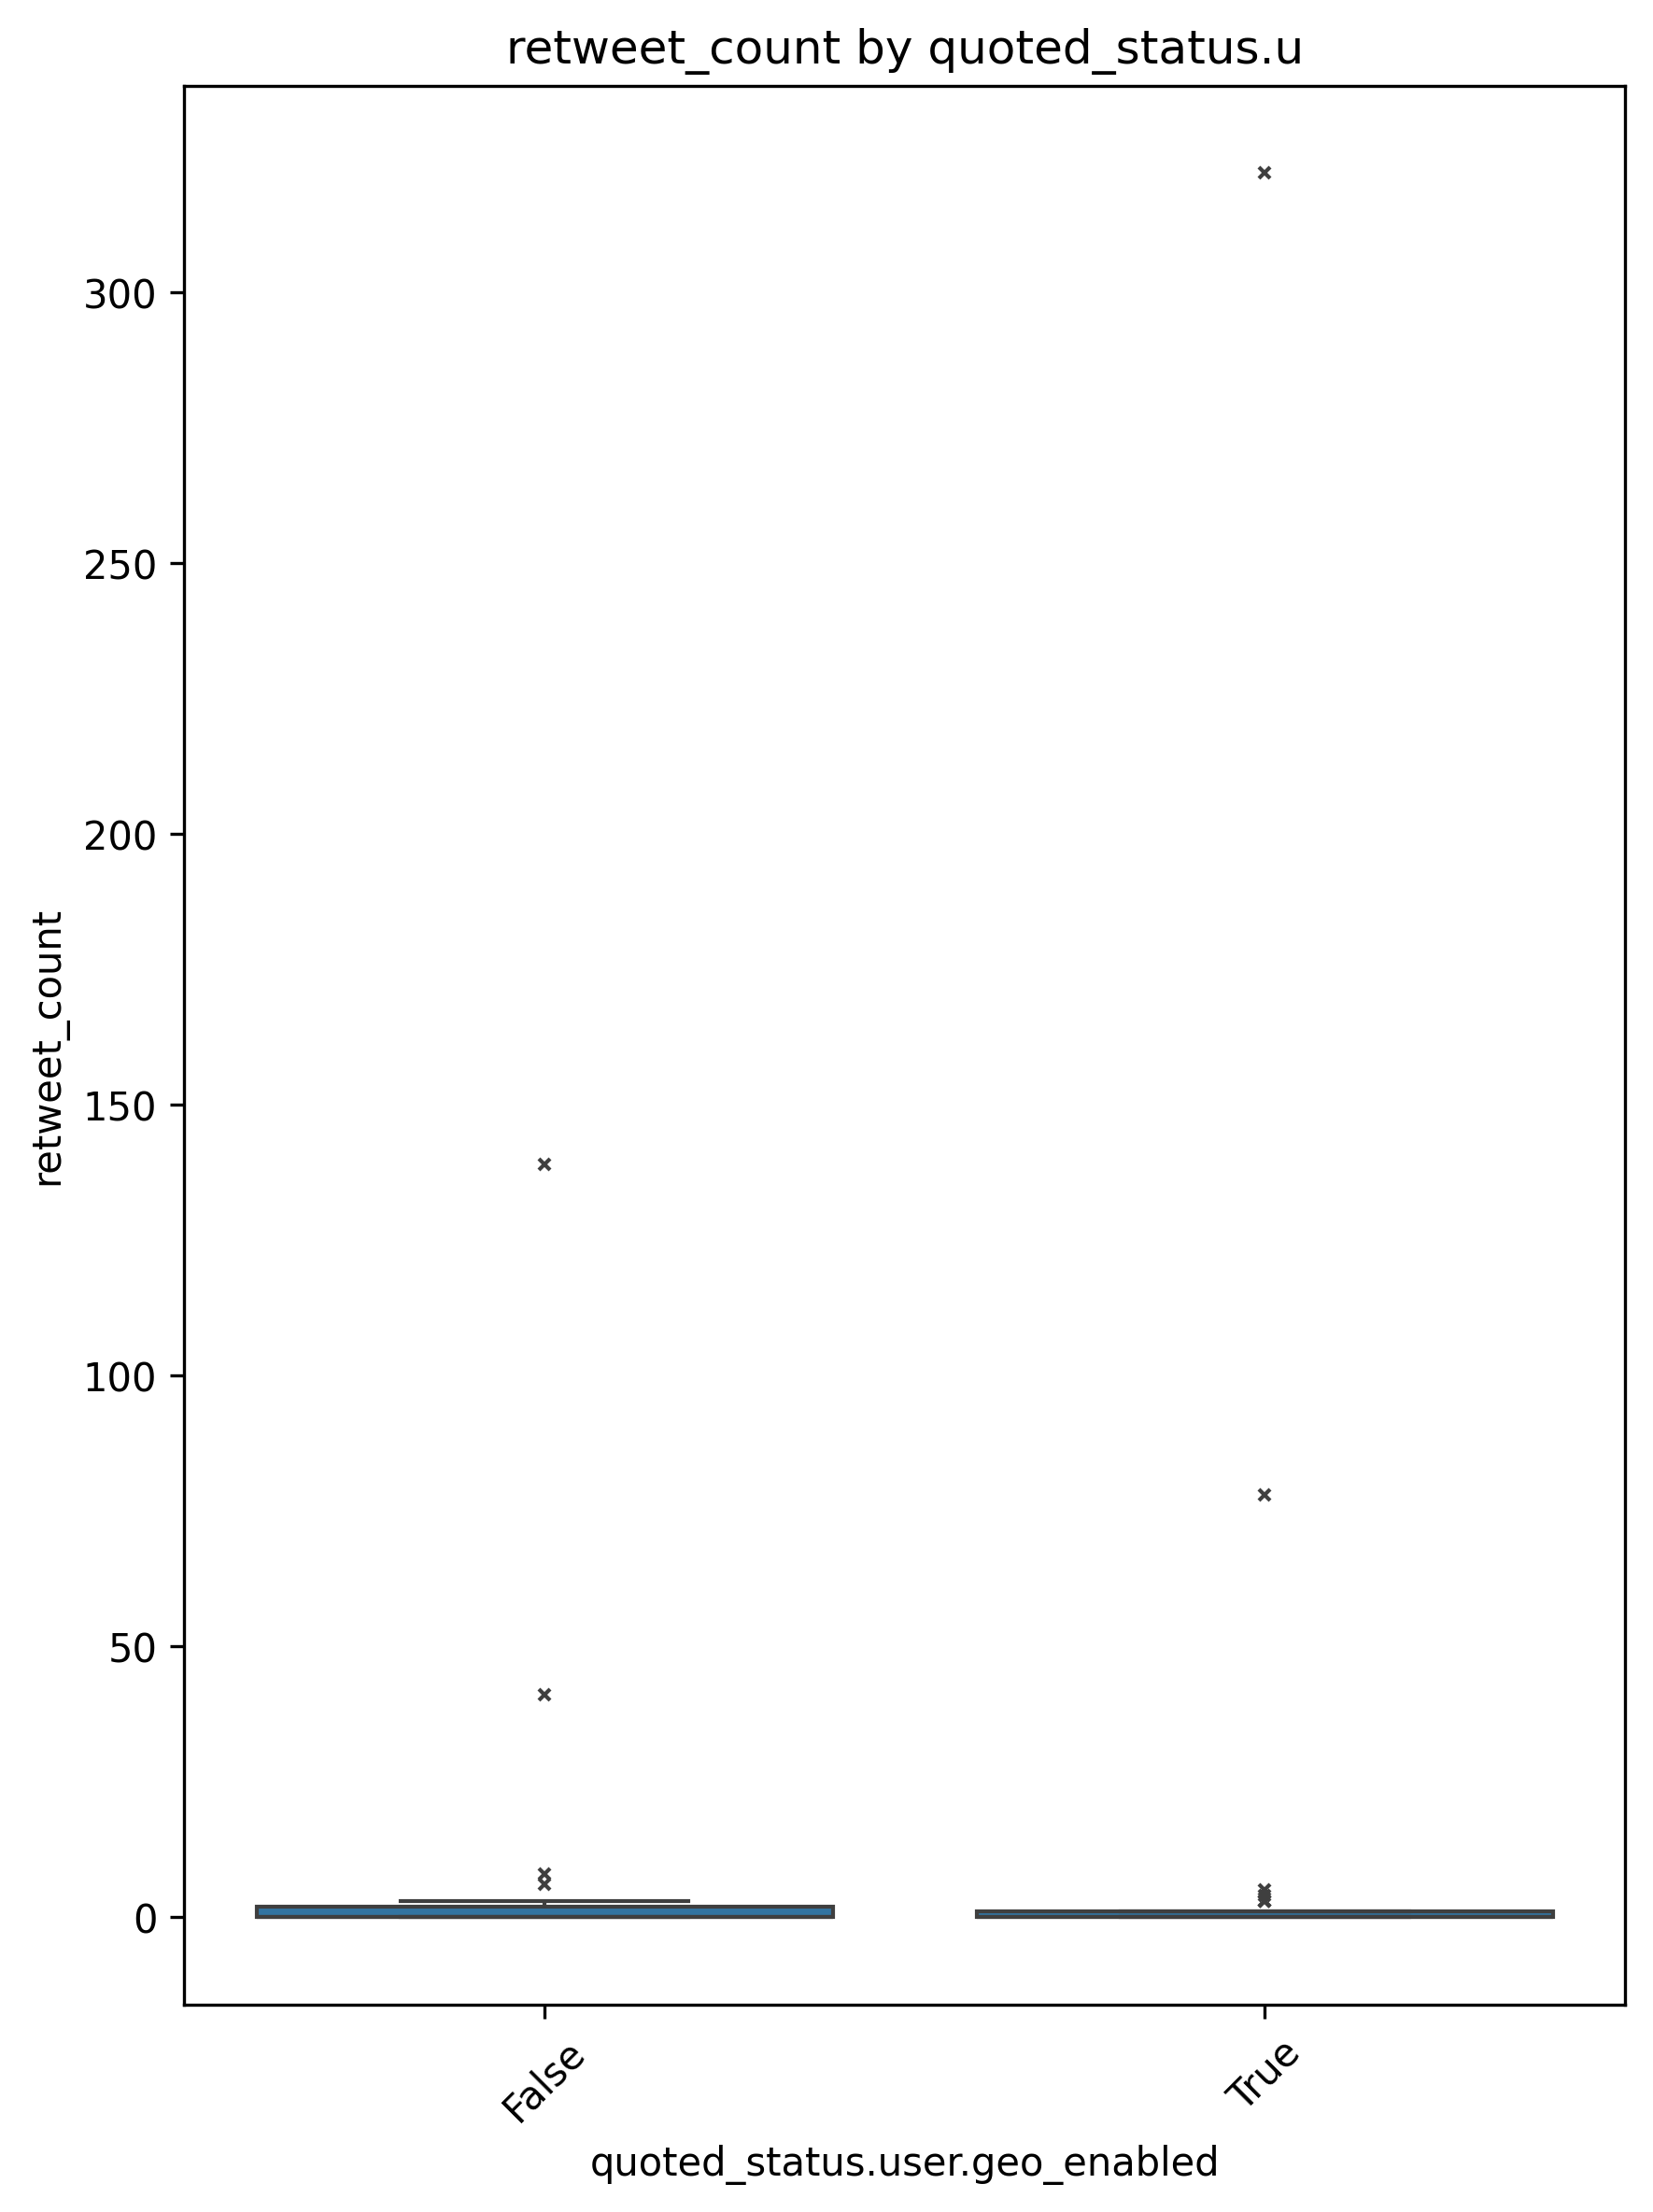 retweet_count by quoted_status.u
300
250
200
150
100
50
0
retweet_count
False
True
quoted_status.user.geo_enabled